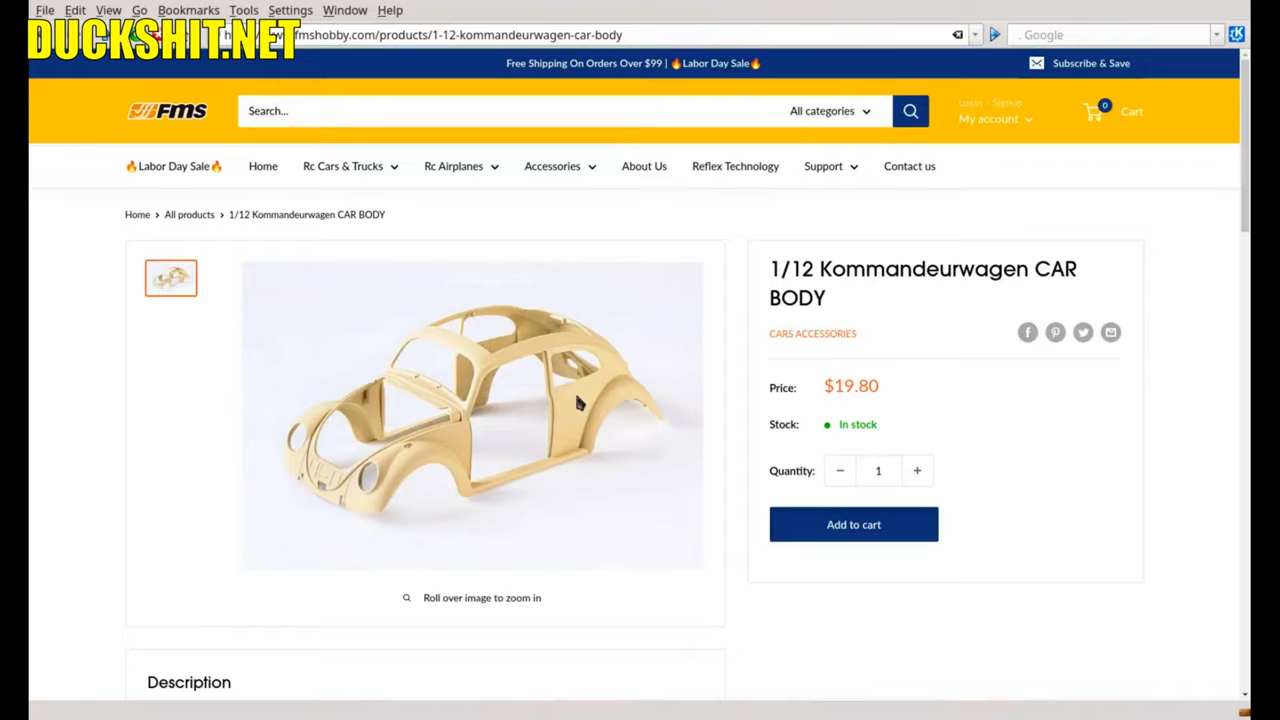 File Edit View Go Bookmarks Tools Settings Window Help
DUCKSHIT.NET
fmshobby.com/products/1-12-kommandeurwagen-car-body
. Google
Free Shipping On Orders Over $99 | 🔥Labor Day Sale🔥
Subscribe & Save
FMS
Search...
All categories
Login / Signup
My account
0
Cart
🔥Labor Day Sale🔥
Home
Rc Cars & Trucks
Rc Airplanes
Accessories
About Us
Reflex Technology
Support
Contact us
Home > All products > 1/12 Kommandeurwagen CAR BODY
1/12 Kommandeurwagen CAR
BODY
CARS ACCESSORIES
Price: $19.80
Stock: In stock
Quantity: − 1 +
Add to cart
Roll over image to zoom in
Description